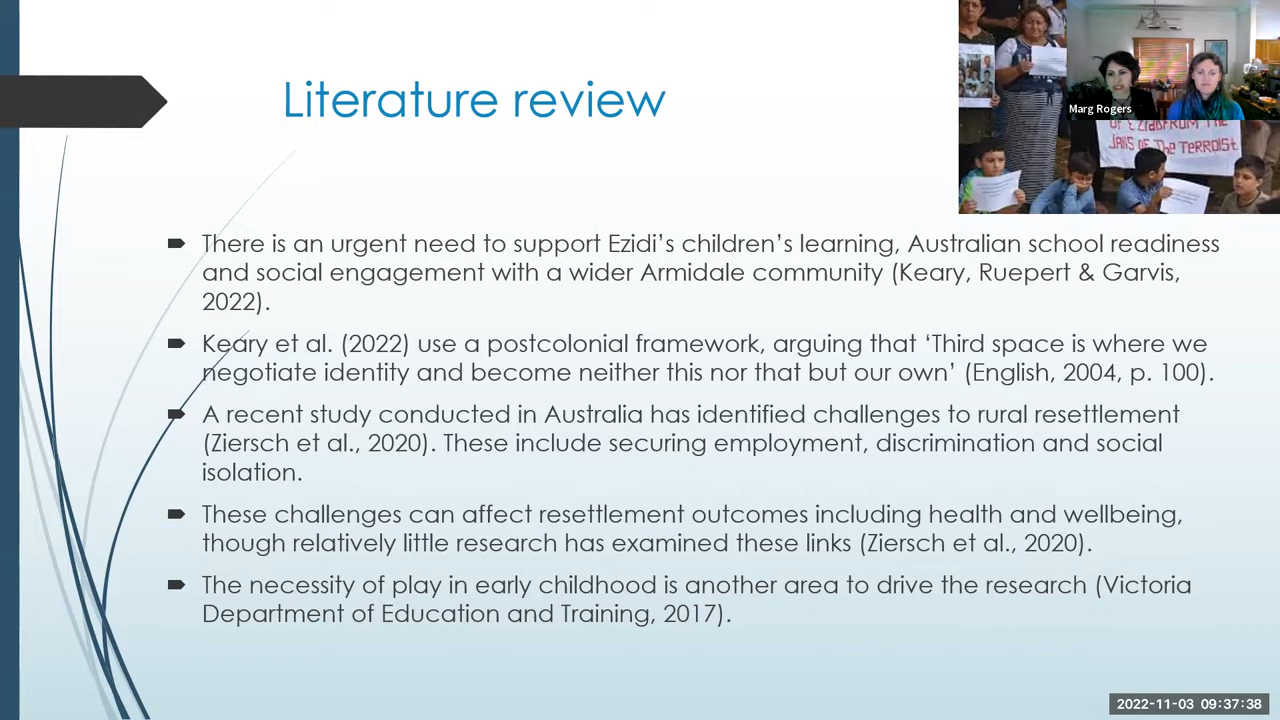 Literature review
Marg Rogers
OF EZIDI FROM THE
JAWS OF The TERROIST
There is an urgent need to support Ezidi’s children’s learning, Australian school readiness
and social engagement with a wider Armidale community (Keary, Ruepert & Garvis,
2022).
Keary et al. (2022) use a postcolonial framework, arguing that ‘Third space is where we
negotiate identity and become neither this nor that but our own’ (English, 2004, p. 100).
A recent study conducted in Australia has identified challenges to rural resettlement
(Ziersch et al., 2020). These include securing employment, discrimination and social
isolation.
These challenges can affect resettlement outcomes including health and wellbeing,
though relatively little research has examined these links (Ziersch et al., 2020).
The necessity of play in early childhood is another area to drive the research (Victoria
Department of Education and Training, 2017).
2022-11-03 09:37:38